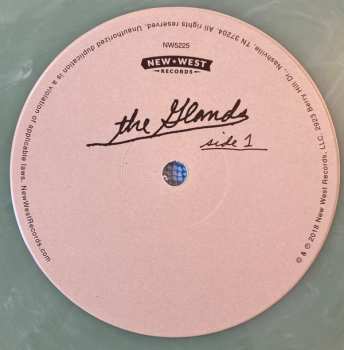 NW5225
NEW ★ WEST
RECORDS
the Glands
side 1
℗ & © 2018 New West Records, LLC, 2923 Berry Hill Dr., Nashville, TN 37204. All rights reserved. Unauthorized duplication is a violation of applicable laws. NewWestRecords.com